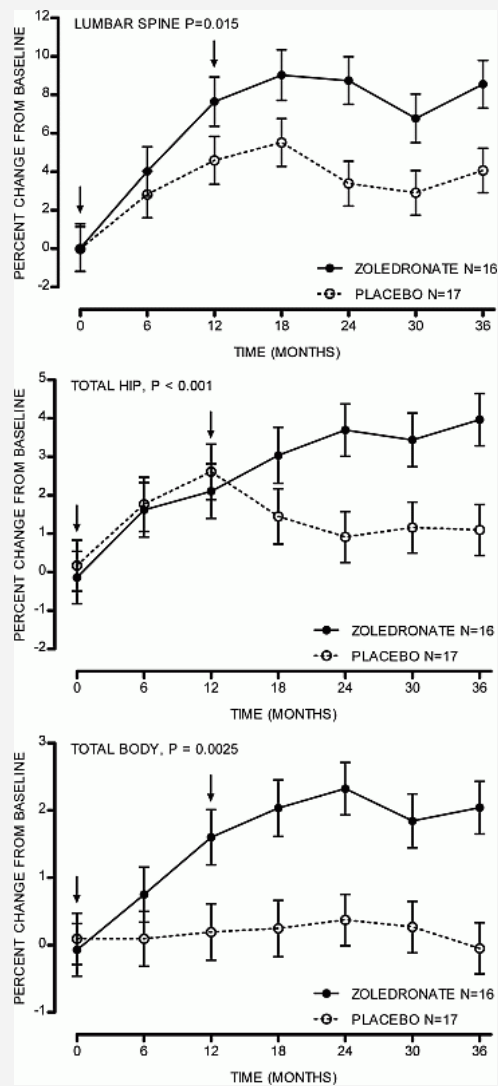 LUMBAR SPINE P=0.015
PERCENT CHANGE FROM BASELINE
12
10
8
6
4
2
0
-2
ZOLEDRONATE N=16
PLACEBO N=17
0 6 12 18 24 30 36
TIME (MONTHS)
TOTAL HIP, P < 0.001
PERCENT CHANGE FROM BASELINE
5
4
3
2
1
0
-1
-2
ZOLEDRONATE N=16
PLACEBO N=17
0 6 12 18 24 30 36
TIME (MONTHS)
TOTAL BODY, P = 0.0025
PERCENT CHANGE FROM BASELINE
3
2
1
0
-1
ZOLEDRONATE N=16
PLACEBO N=17
0 6 12 18 24 30 36
TIME (MONTHS)